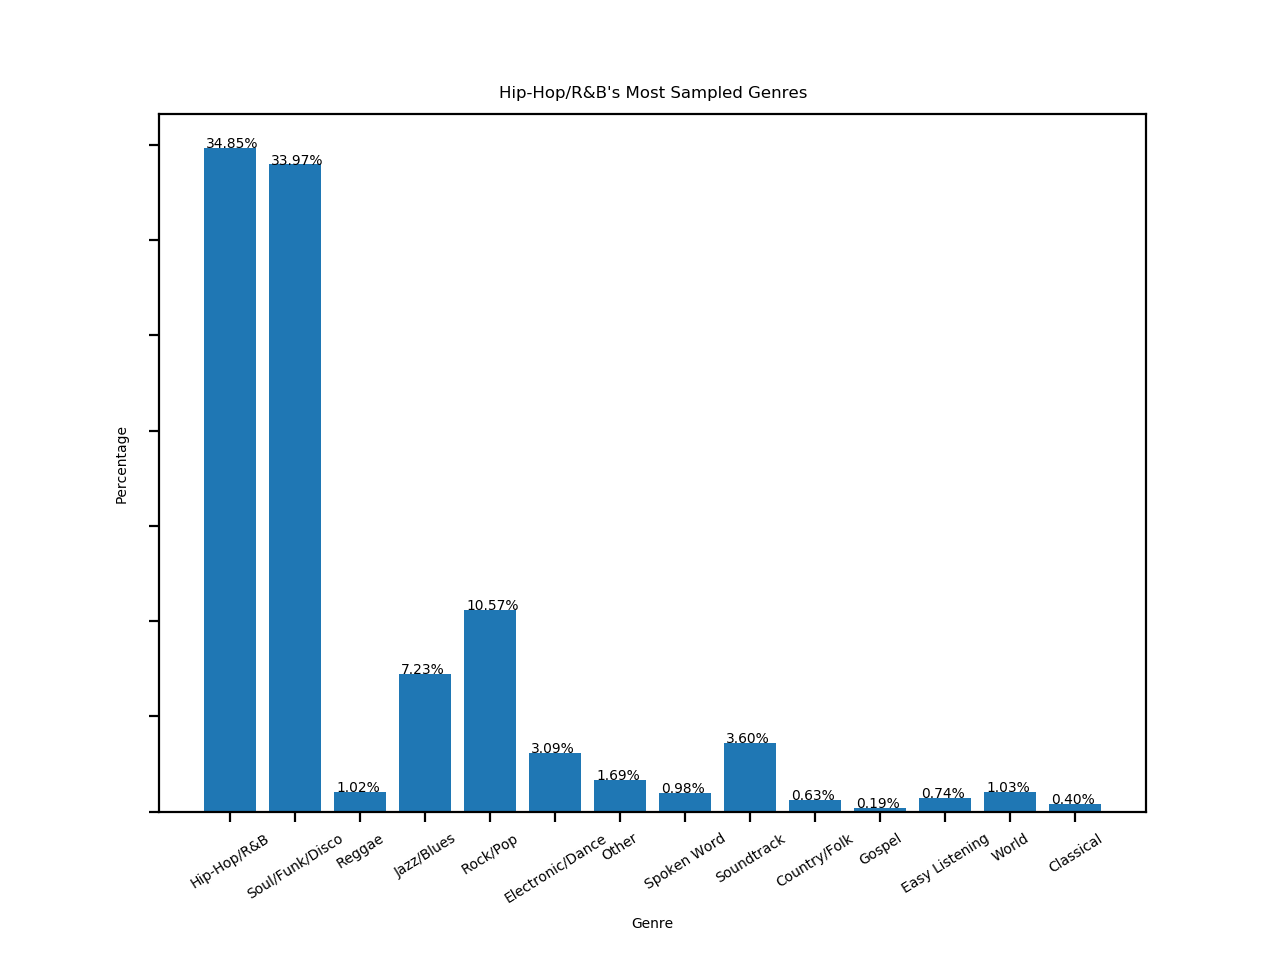 Hip-Hop/R&B's Most Sampled Genres
34.85%
33.97%
1.02%
7.23%
10.57%
3.09%
1.69%
0.98%
3.60%
0.63%
0.19%
0.74%
1.03%
0.40%
Percentage
Hip-Hop/R&B
Soul/Funk/Disco
Reggae
Jazz/Blues
Rock/Pop
Electronic/Dance
Other
Spoken Word
Soundtrack
Country/Folk
Gospel
Easy Listening
World
Classical
Genre